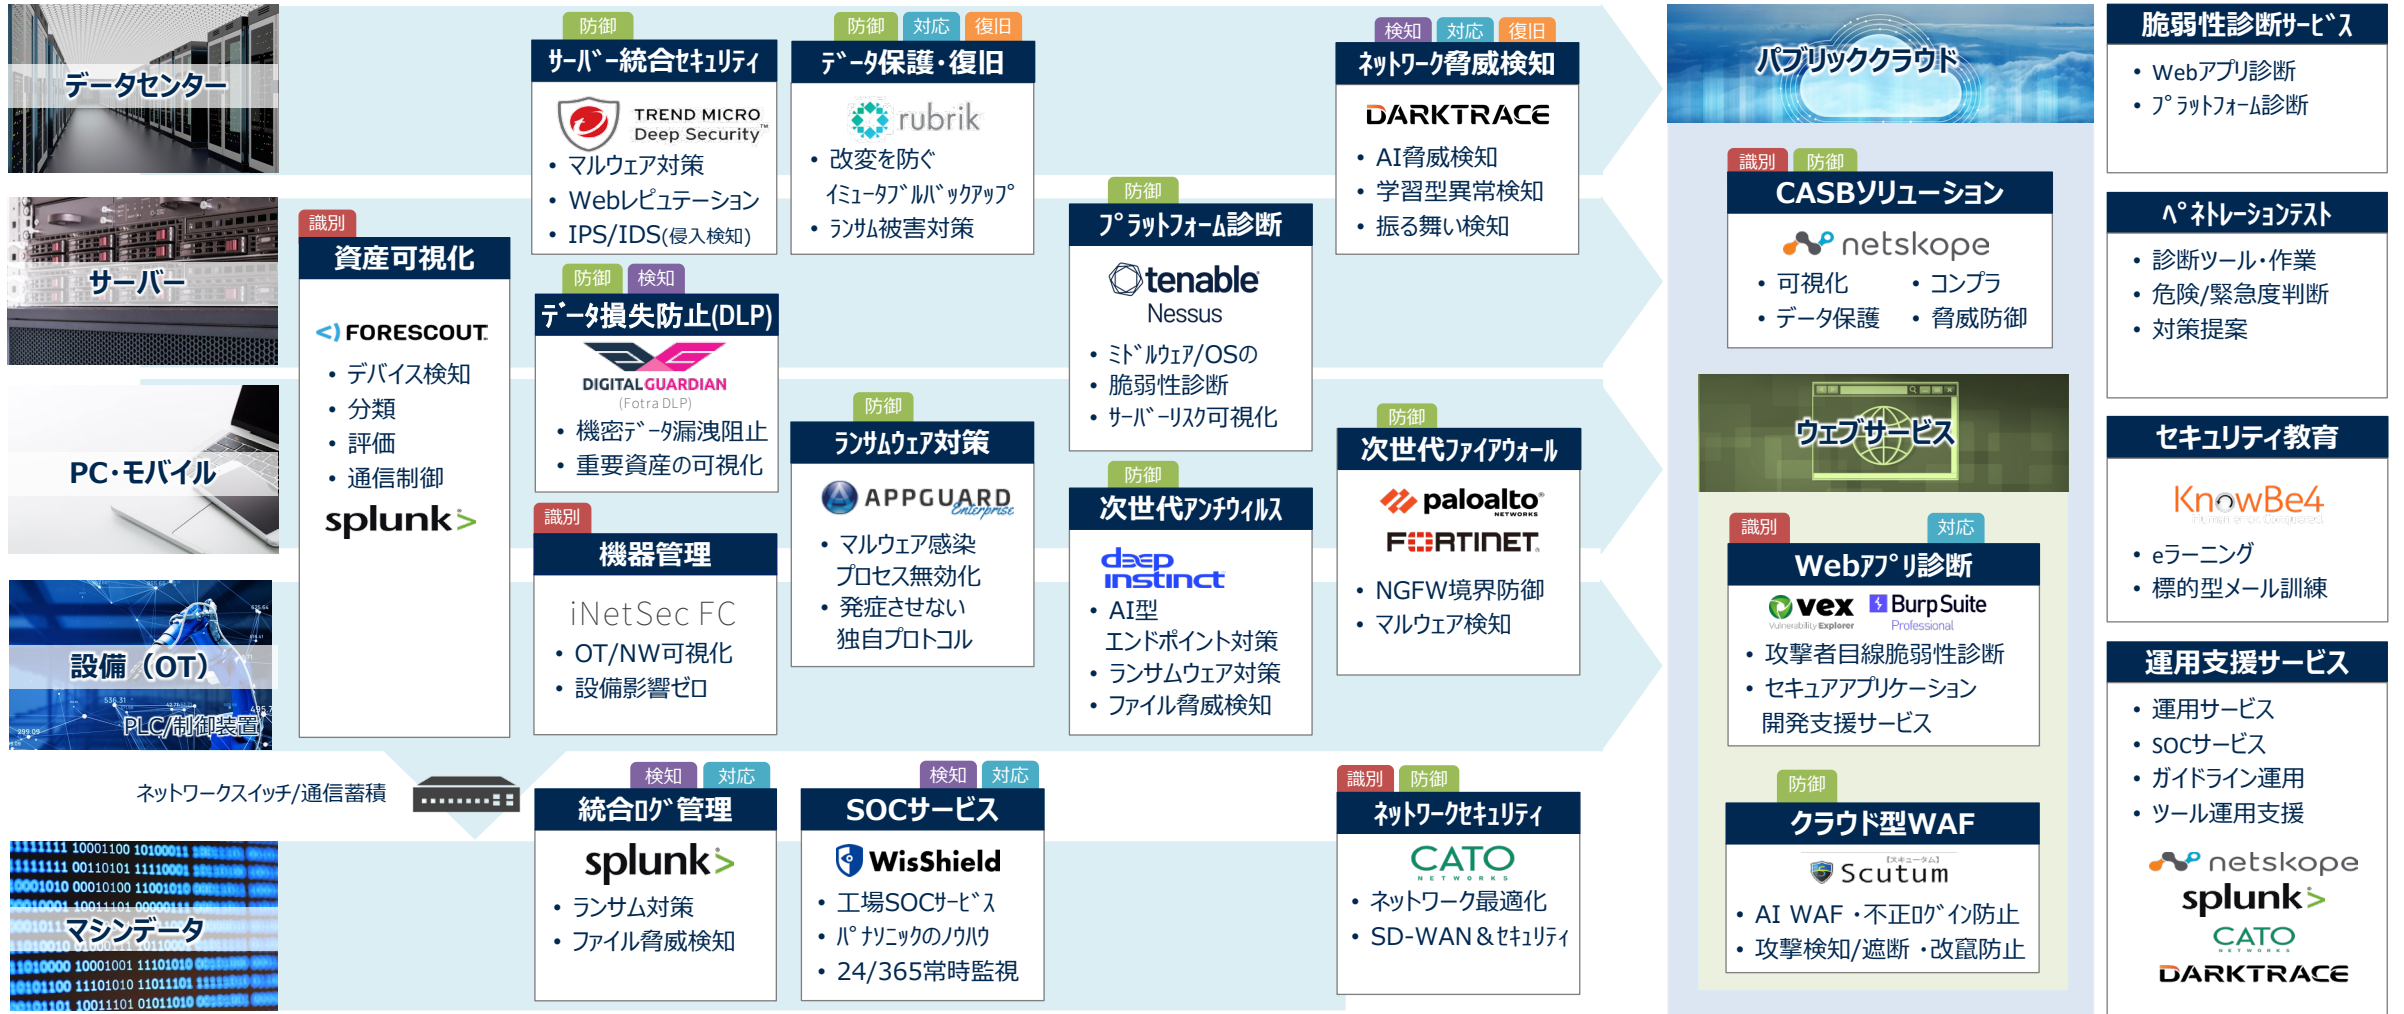 データセンター
サーバー
PC・モバイル
設備（OT）
PLC/制御装置
ネットワークスイッチ/通信蓄積
マシンデータ
識別
資産可視化
FORESCOUT
• デバイス検知
• 分類
• 評価
• 通信制御
splunk>
防御
サーバー統合セキュリティ
TREND MICRO
Deep Security™
• マルウェア対策
• Webレピュテーション
• IPS/IDS(侵入検知)
防御 検知
データ損失防止(DLP)
DIGITAL GUARDIAN
(Fotra DLP)
• 機密データ漏洩阻止
• 重要資産の可視化
識別
機器管理
iNetSec FC
• OT/NW可視化
• 設備影響ゼロ
検知 対応
統合ログ管理
splunk>
• ランサム対策
• ファイル脅威検知
防御 対応 復旧
データ保護・復旧
rubrik
• 改変を防ぐ
イミュータブルバックアップ
• ランサム被害対策
防御
ランサムウェア対策
APPGUARD
Enterprise
• マルウェア感染
プロセス無効化
• 発症させない
独自プロトコル
検知 対応
SOCサービス
WisShield
• 工場SOCサービス
• パナソニックのノウハウ
• 24/365常時監視
防御
プラットフォーム診断
tenable
Nessus
• ミドルウェア/OSの
• 脆弱性診断
• サーバーリスク可視化
防御
次世代アンチウィルス
deep
instinct
• AI型
エンドポイント対策
• ランサムウェア対策
• ファイル脅威検知
検知 対応 復旧
ネットワーク脅威検知
DARKTRACE
• AI脅威検知
• 学習型異常検知
• 振る舞い検知
防御
次世代ファイアウォール
paloalto
NETWORKS
FORTINET
• NGFW境界防御
• マルウェア検知
識別 防御
ネットワークセキュリティ
CATO
NETWORKS
• ネットワーク最適化
• SD-WAN＆セキュリティ
パブリッククラウド
識別 防御
CASBソリューション
netskope
• 可視化 • コンプラ
• データ保護 • 脅威防御
ウェブサービス
識別 対応
Webアプリ診断
vex
Vulnerability Explorer
Burp Suite
Professional
• 攻撃者目線脆弱性診断
• セキュアアプリケーション
開発支援サービス
防御
クラウド型WAF
【スキュータム】
Scutum
• AI WAF ・不正ログイン防止
• 攻撃検知/遮断 ・改竄防止
脆弱性診断サービス
• Webアプリ診断
• プラットフォーム診断
ペネトレーションテスト
• 診断ツール・作業
• 危険/緊急度判断
• 対策提案
セキュリティ教育
KnowBe4
Human error. Conquered.
• eラーニング
• 標的型メール訓練
運用支援サービス
• 運用サービス
• SOCサービス
• ガイドライン運用
• ツール運用支援
netskope
splunk>
CATO
NETWORKS
DARKTRACE